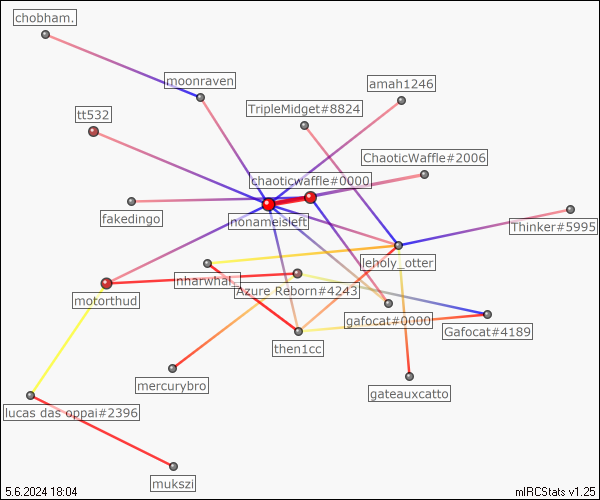 chobham.
moonraven
amah1246
TripleMidget#8824
tt532
ChaoticWaffle#2006
chaoticwaffle#0000
fakedingo
nonameisleft
Thinker#5995
leholy_otter
nharwhal_
Azure Reborn#4243
motorthud
gafocat#0000
Gafocat#4189
then1cc
mercurybro
gateauxcatto
lucas das oppai#2396
mukszi
5.6.2024 18:04
mIRCStats v1.25